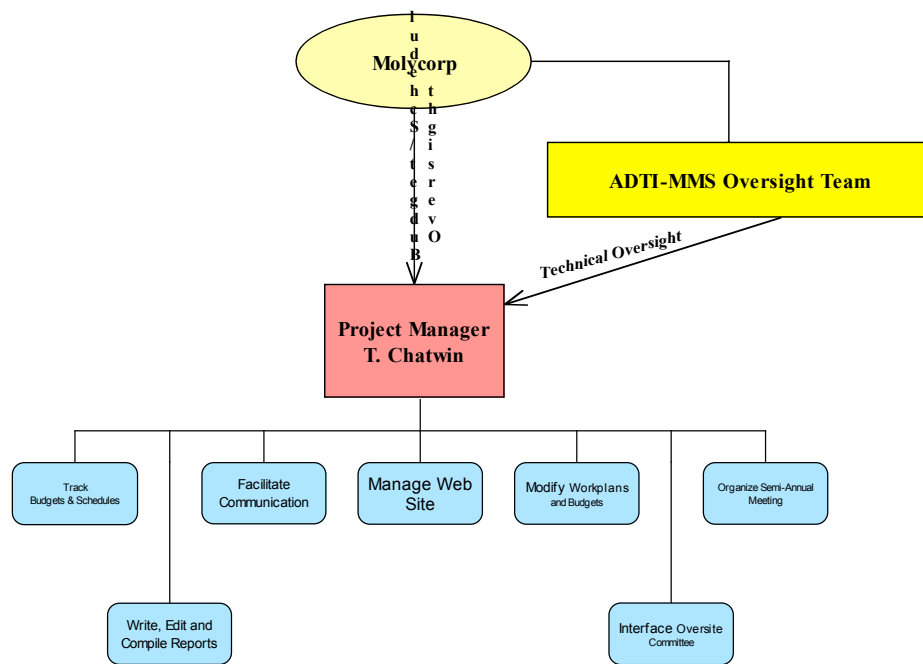 Molycorp
Budget/Schedul
Oversight
ADTI-MMS Oversight Team
Technical Oversight
Project Manager
T. Chatwin
Track
Budgets & Schedules
Facilitate
Communication
Manage Web
Site
Modify Workplans
and Budgets
Organize Semi-Annual
Meeting
Write, Edit and
Compile Reports
Interface Oversite
Committee